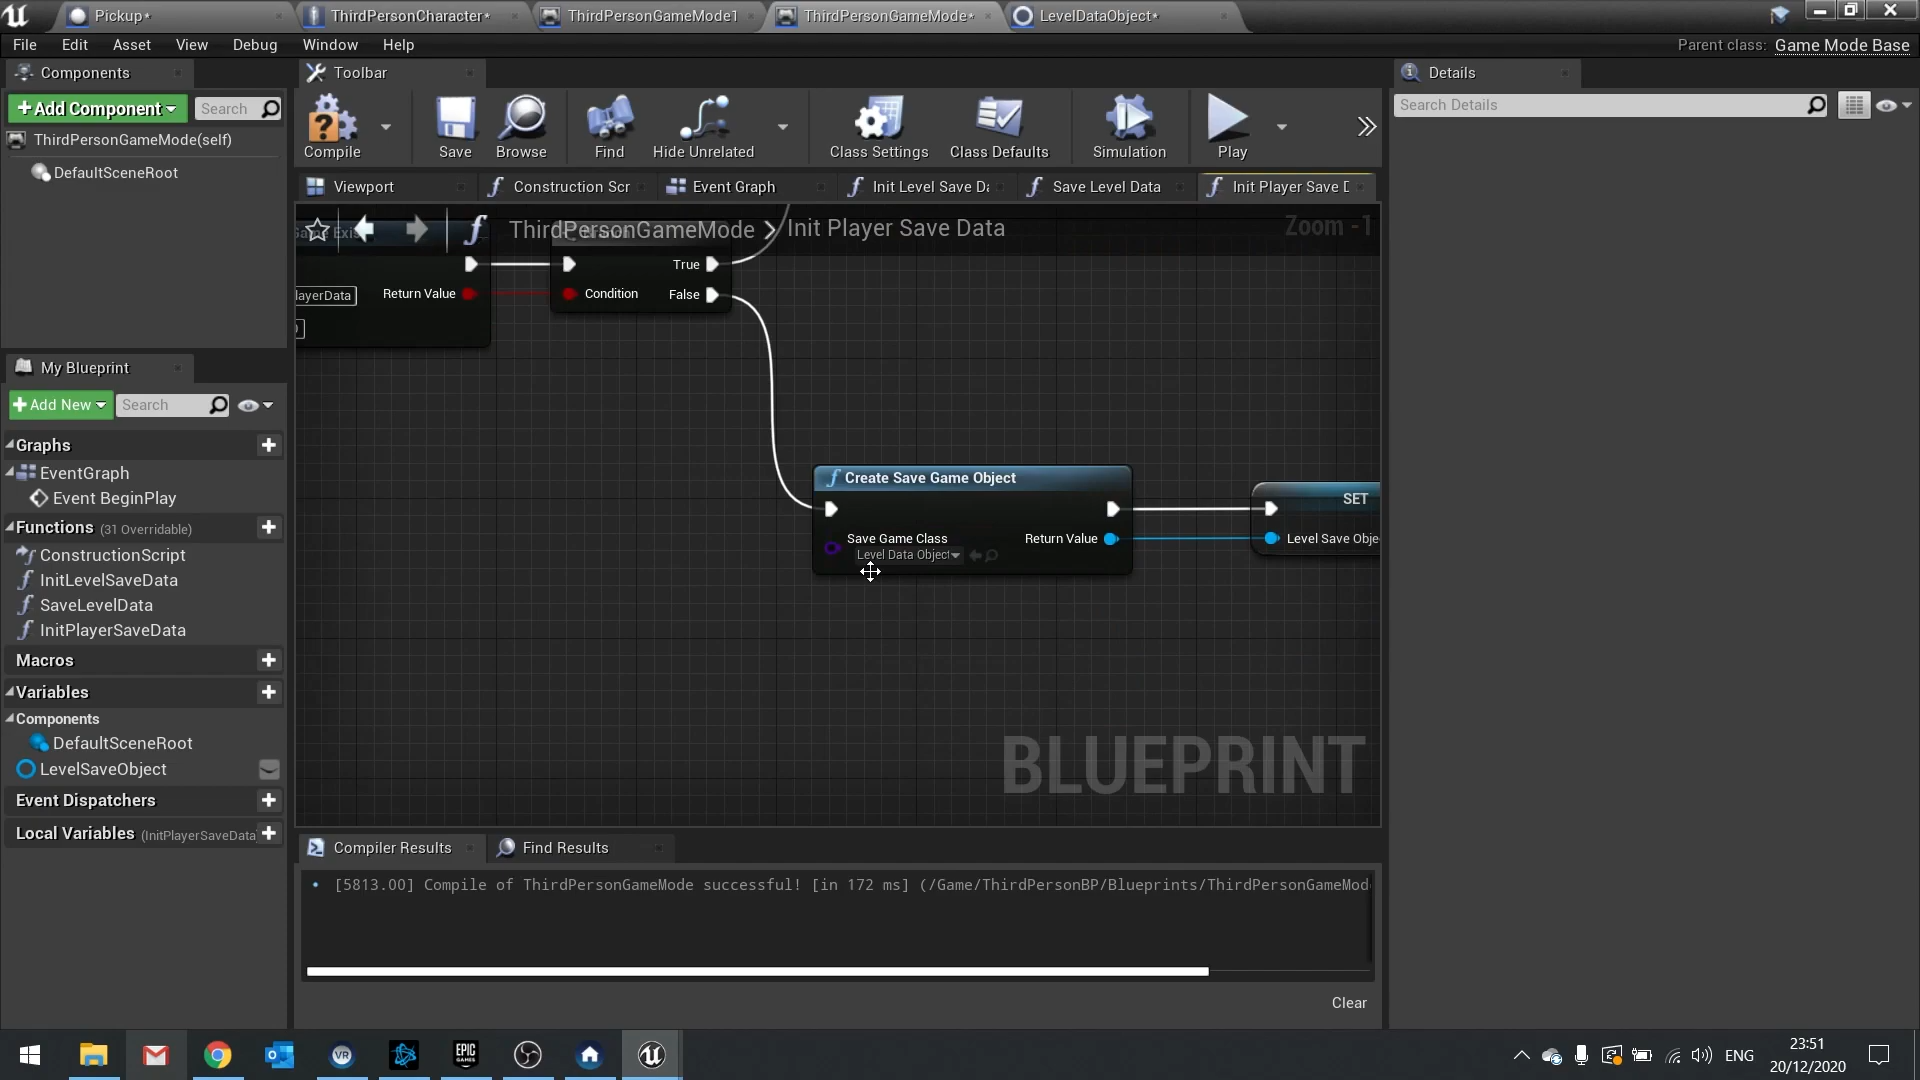 Pickup*
ThirdPersonCharacter*
ThirdPersonGameMode1
ThirdPersonGameMode*
LevelDataObject*
File
Edit
Asset
View
Debug
Window
Help
Parent class: Game Mode Base
Components
Toolbar
Details
Add Component
Search
Search Details
ThirdPersonGameMode(self)
DefaultSceneRoot
Compile
Save
Browse
Find
Hide Unrelated
Class Settings
Class Defaults
Simulation
Play
Viewport
Construction Scr
Event Graph
Init Level Save Da
Save Level Data
Init Player Save D
ThirdPersonGameMode > Init Player Save Data
Zoom -1
True
layerData
Return Value
Condition
False
Create Save Game Object
Save Game Class
Level Data Object
Return Value
SET
Level Save Obje
BLUEPRINT
My Blueprint
Add New
Search
Graphs
EventGraph
Event BeginPlay
Functions (31 Overridable)
ConstructionScript
InitLevelSaveData
SaveLevelData
InitPlayerSaveData
Macros
Variables
Components
DefaultSceneRoot
LevelSaveObject
Event Dispatchers
Local Variables (InitPlayerSaveData
Compiler Results
Find Results
[5813.00] Compile of ThirdPersonGameMode successful! [in 172 ms] (/Game/ThirdPersonBP/Blueprints/ThirdPersonGameMod
Clear
VR
EPIC
GAMES
ENG
23:51
20/12/2020